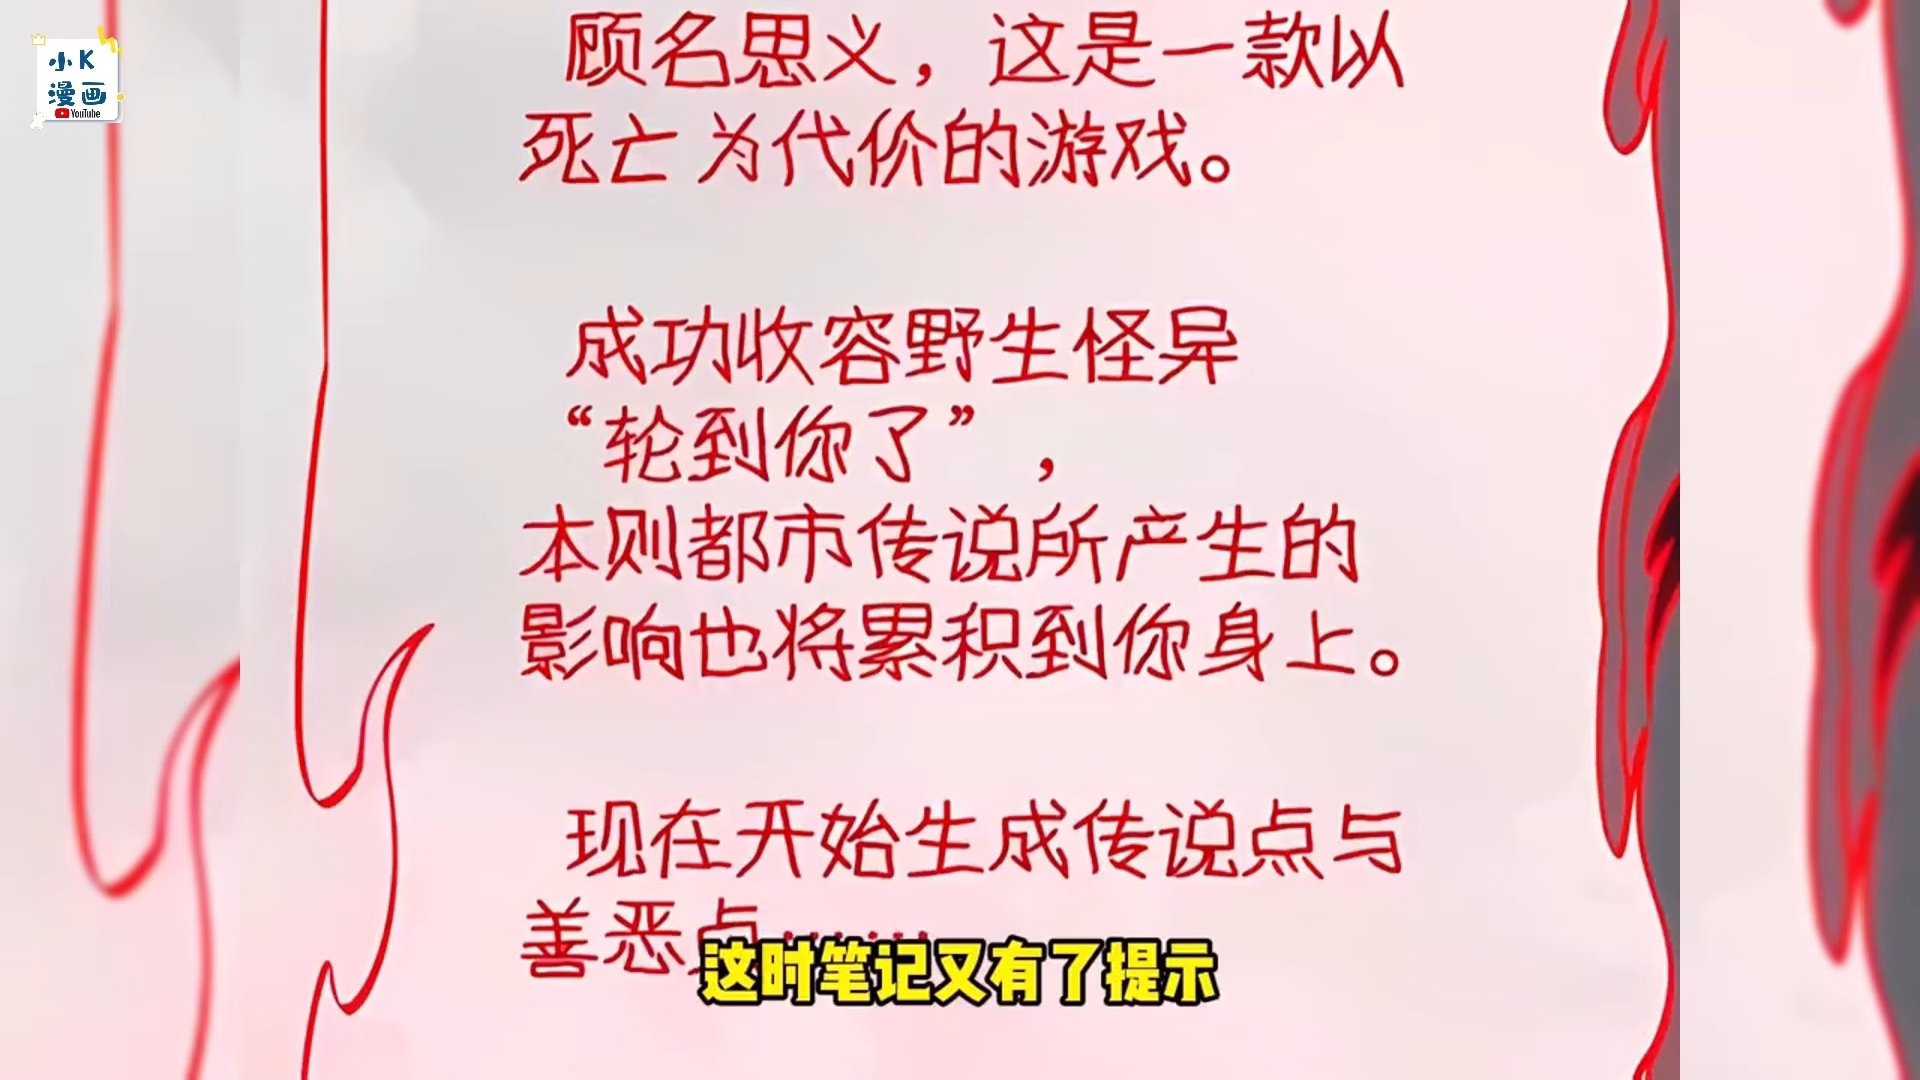 小K
漫画
YouTube
顾名思义，这是一款以
死亡为代价的游戏。
成功收容野生怪异
“轮到你了”，
本则都市传说所产生的
影响也将累积到你身上。
现在开始生成传说点与
善恶点……
这时笔记又有了提示